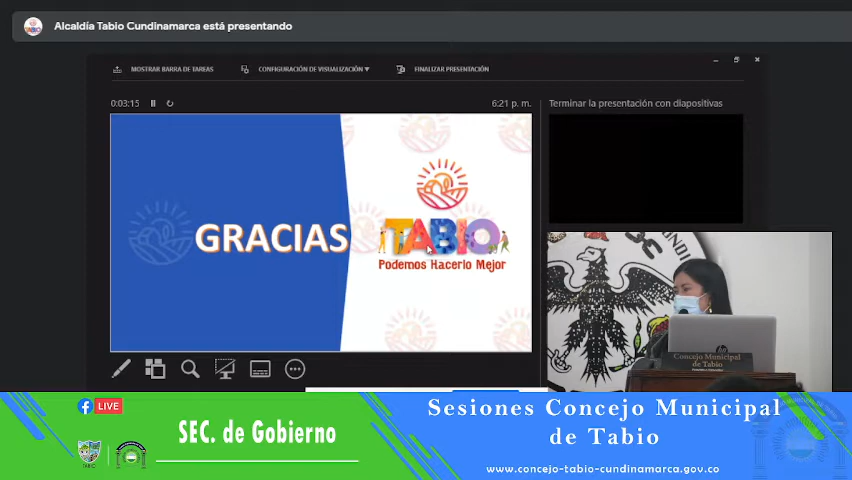 Alcaldía Tabio Cundinamarca está presentando
MOSTRAR BARRA DE TAREAS
CONFIGURACIÓN DE VISUALIZACIÓN
FINALIZAR PRESENTACIÓN
0:03:15
6:21 p. m.
Terminar la presentación con diapositivas
GRACIAS
TABIO
Podemos Hacerlo Mejor
hp
Concejo Municipal
de Tabio
LIVE
SEC. de Gobierno
TABIO
Sesiones Concejo Municipal
de Tabio
www.concejo-tabio-cundinamarca.gov.co